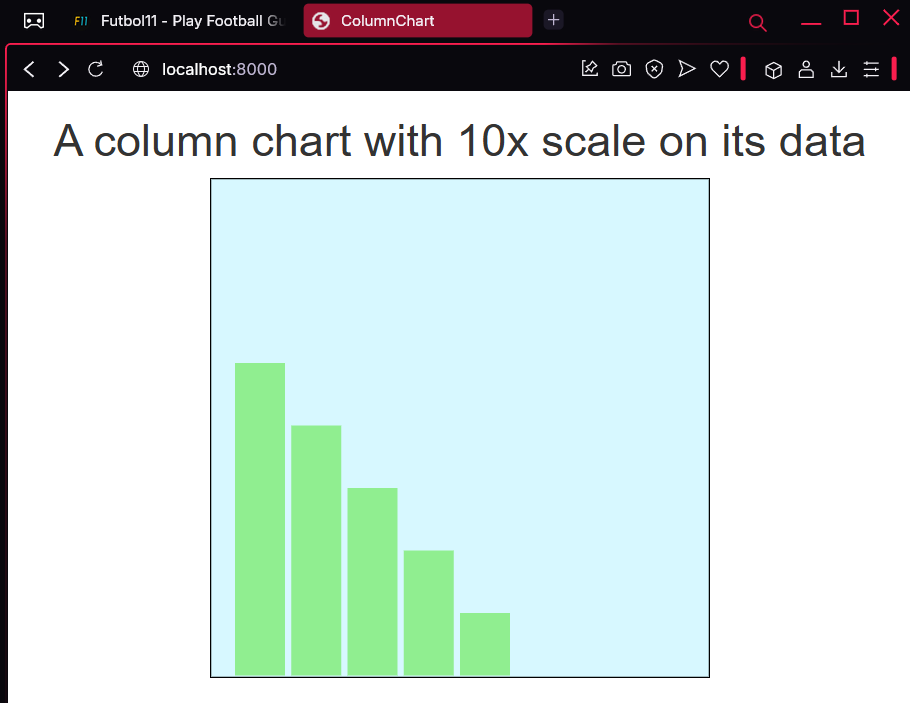 F11 Futbol11 - Play Football Gu
ColumnChart
localhost:8000
A column chart with 10x scale on its data